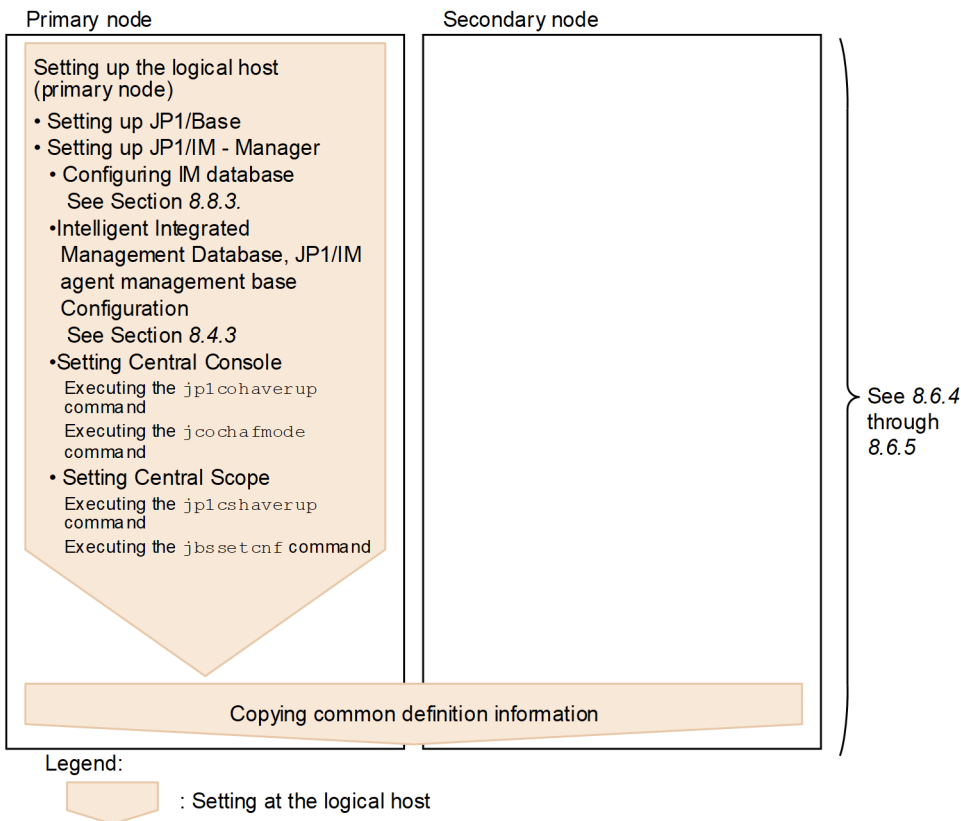 Primary node
Secondary node
Setting up the logical host
(primary node)
• Setting up JP1/Base
• Setting up JP1/IM - Manager
• Configuring IM database
See Section 8.8.3.
•Intelligent Integrated
Management Database, JP1/IM
agent management base
Configuration
See Section 8.4.3
•Setting Central Console
Executing the jp1cohaverup
command
Executing the jcochafmode
command
• Setting Central Scope
Executing the jp1cshaverup
command
Executing the jbssetcnf command
Copying common definition information
See 8.6.4
through
8.6.5
Legend:
: Setting at the logical host